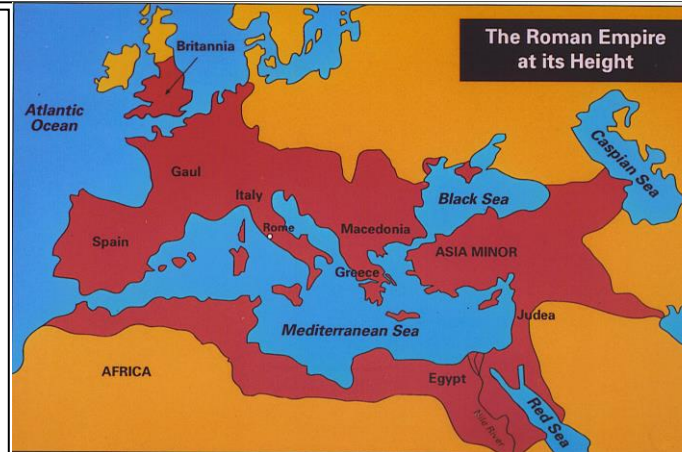 The Roman Empire
at its Height
Britannia
Atlantic
Ocean
Caspian Sea
Gaul
Italy
Black Sea
Rome
Macedonia
Spain
ASIA MINOR
Greece
Judea
Mediterranean Sea
AFRICA
Egypt
Nile River
Red Sea